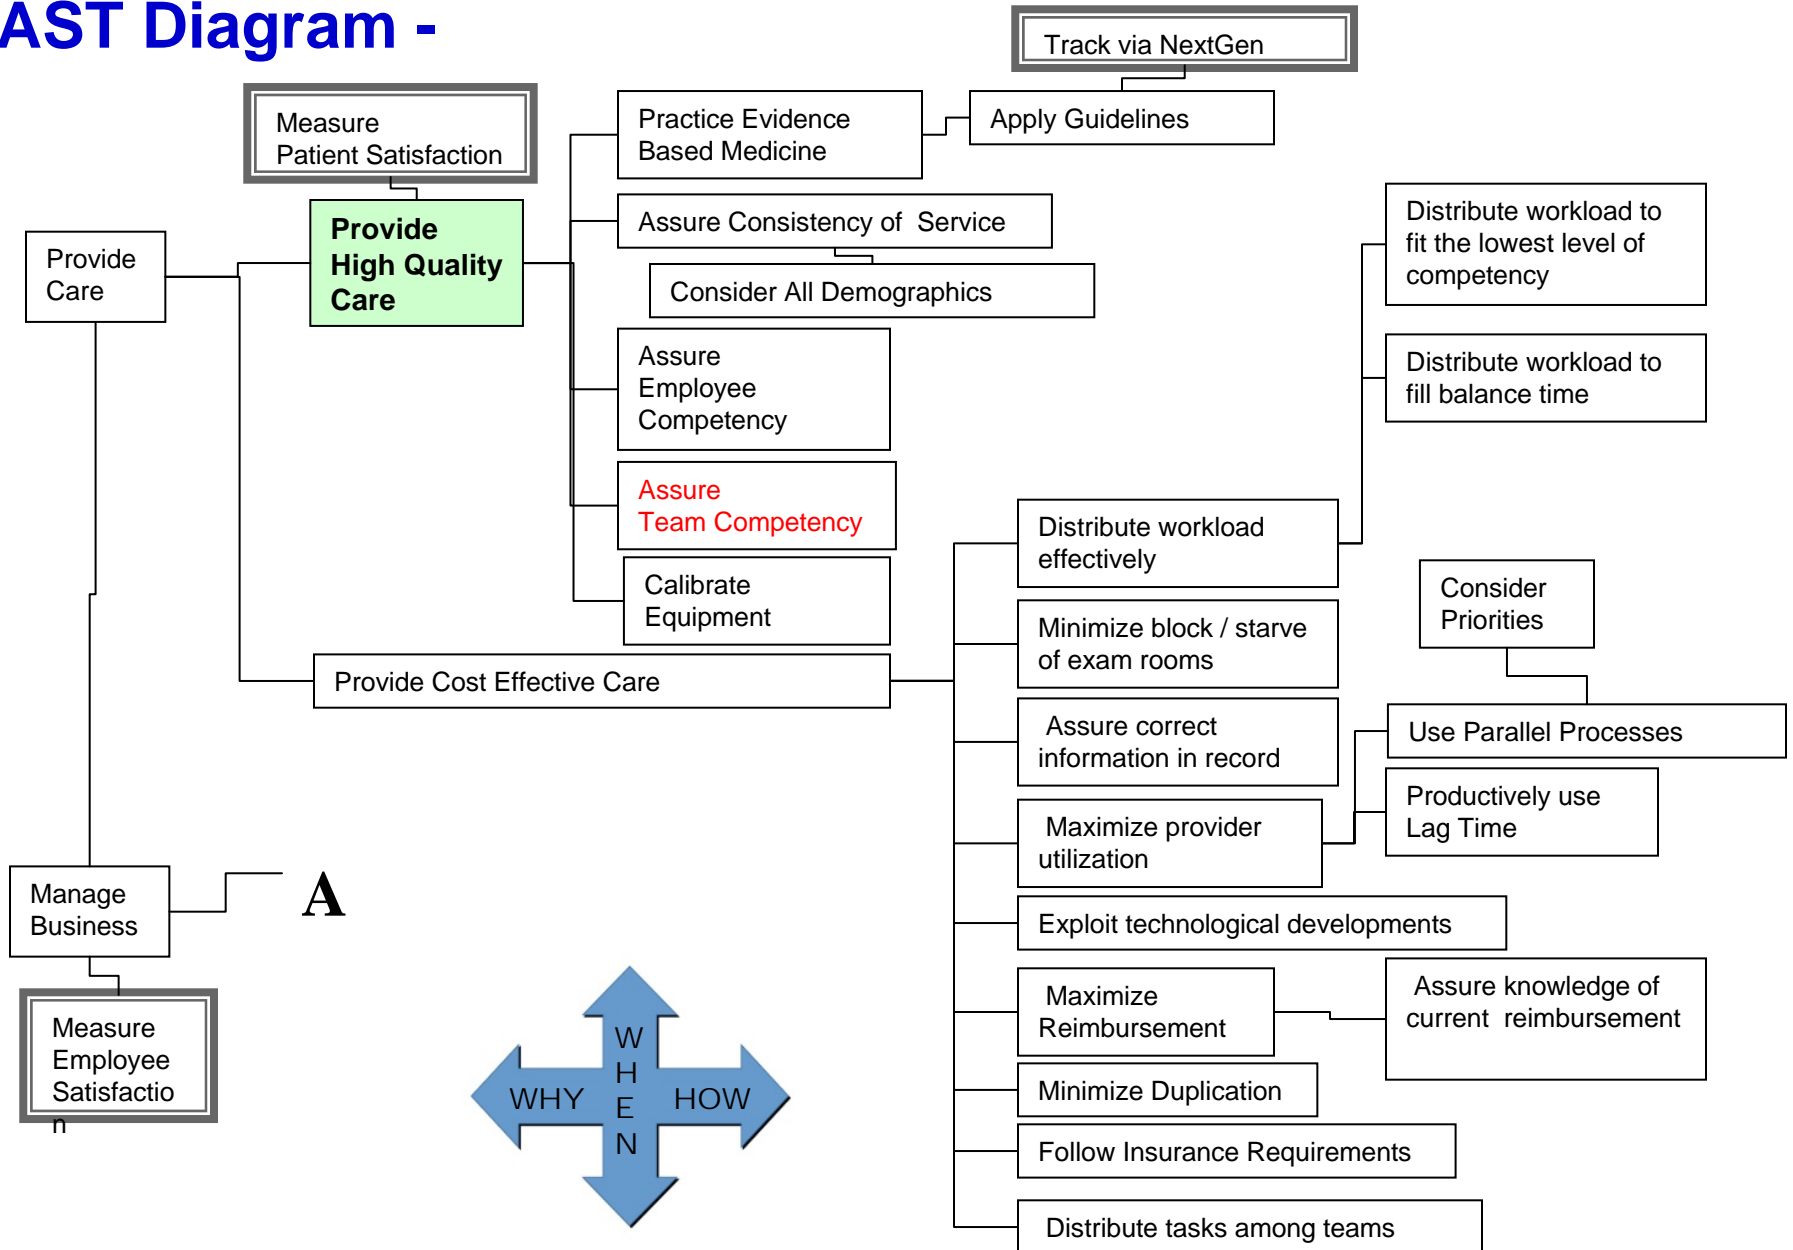 AST Diagram -
Track via NextGen
Measure
Patient Satisfaction
Practice Evidence
Based Medicine
Apply Guidelines
Provide
High Quality
Care
Assure Consistency of Service
Consider All Demographics
Provide
Care
Distribute workload to
fit the lowest level of
competency
Assure
Employee
Competency
Distribute workload to
fill balance time
Assure
Team Competency
Distribute workload
effectively
Calibrate
Equipment
Consider
Priorities
Minimize block / starve
of exam rooms
Provide Cost Effective Care
Assure correct
information in record
Use Parallel Processes
Maximize provider
utilization
Productively use
Lag Time
Manage
Business
A
Exploit technological developments
Maximize
Reimbursement
Assure knowledge of
current reimbursement
Measure
Employee
Satisfactio
n
WHY
WHEN
HOW
Minimize Duplication
Follow Insurance Requirements
Distribute tasks among teams